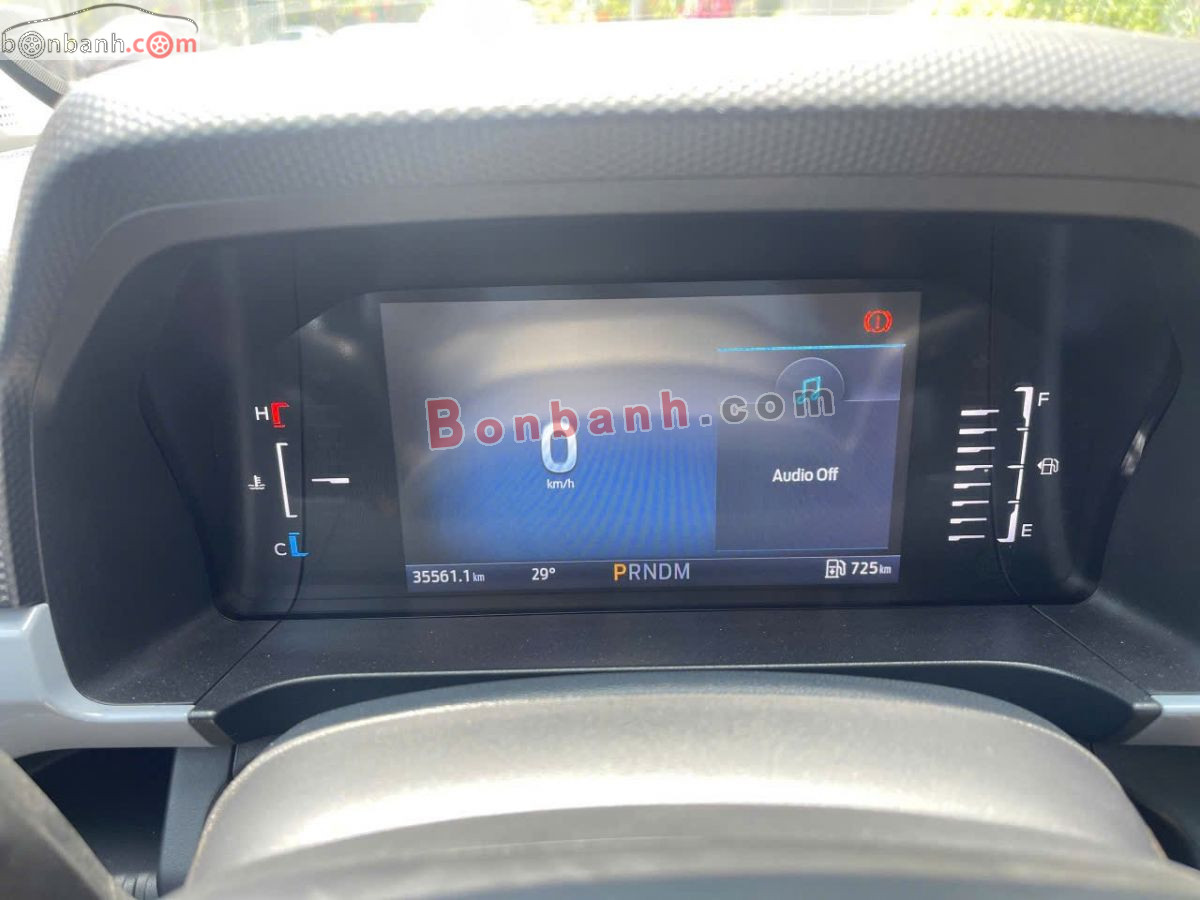 bonbanh.com
Bonbanh.com
H
C
0
km/h
Audio Off
F
E
35561.1 km
29°
PRNDM
725 km